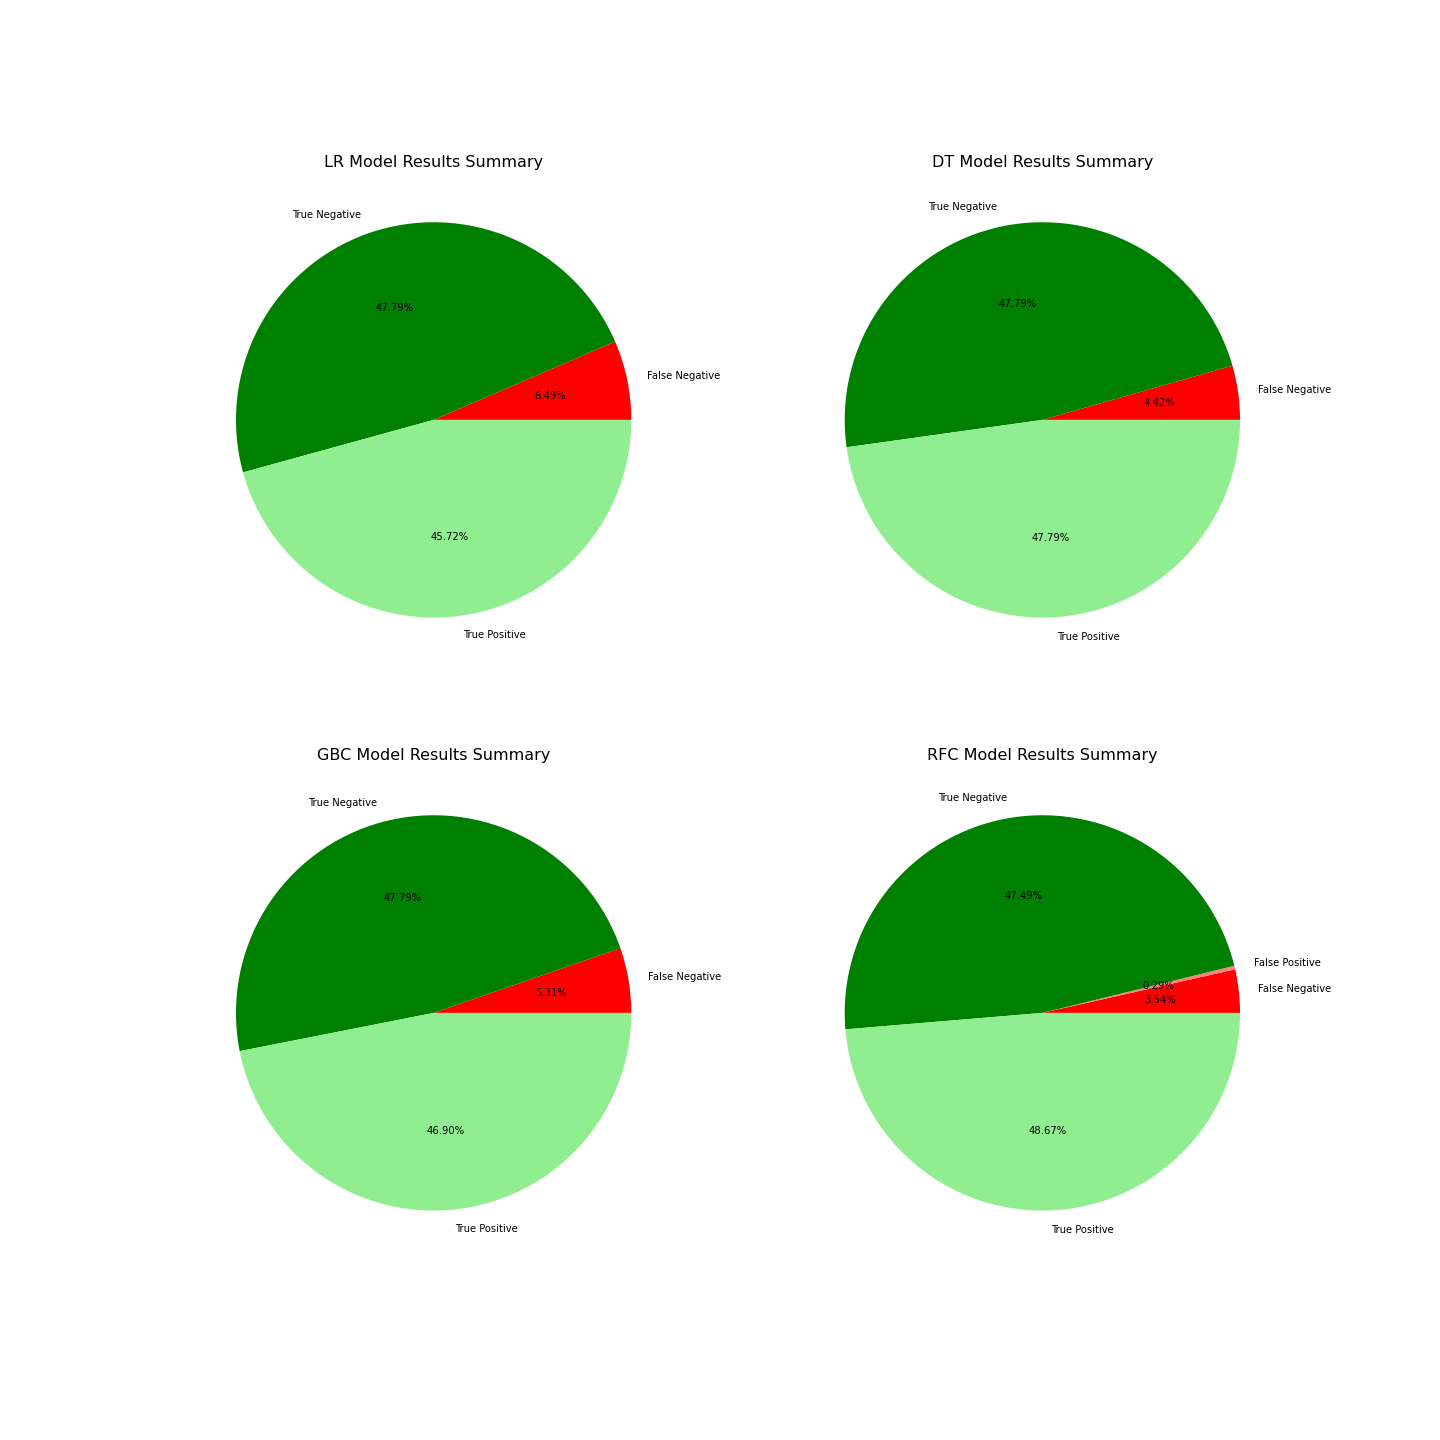 LR Model Results Summary
True Negative
47.79%
False Negative
6.49%
45.72%
True Positive
DT Model Results Summary
True Negative
47.79%
False Negative
4.42%
47.79%
True Positive
GBC Model Results Summary
True Negative
47.79%
False Negative
5.31%
46.90%
True Positive
RFC Model Results Summary
True Negative
47.49%
False Positive
0.29%
False Negative
3.54%
48.67%
True Positive